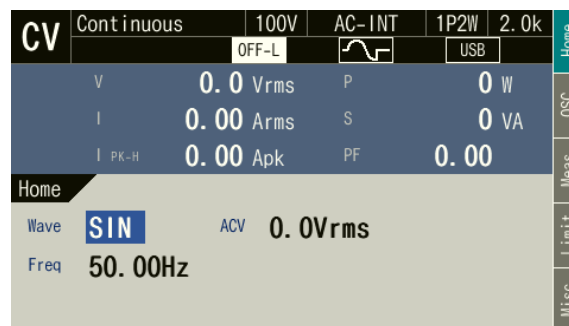 CV Continuous 100V AC-INT 1P2W 2.0k
OFF-L USB
V 0.0 Vrms P 0 W
I 0.00 Arms S 0 VA
I PK-H 0.00 Apk PF 0.00
Home
Wave SIN ACV 0.0Vrms
Freq 50.00Hz
Home
OSC
Meas
Limit
Misc